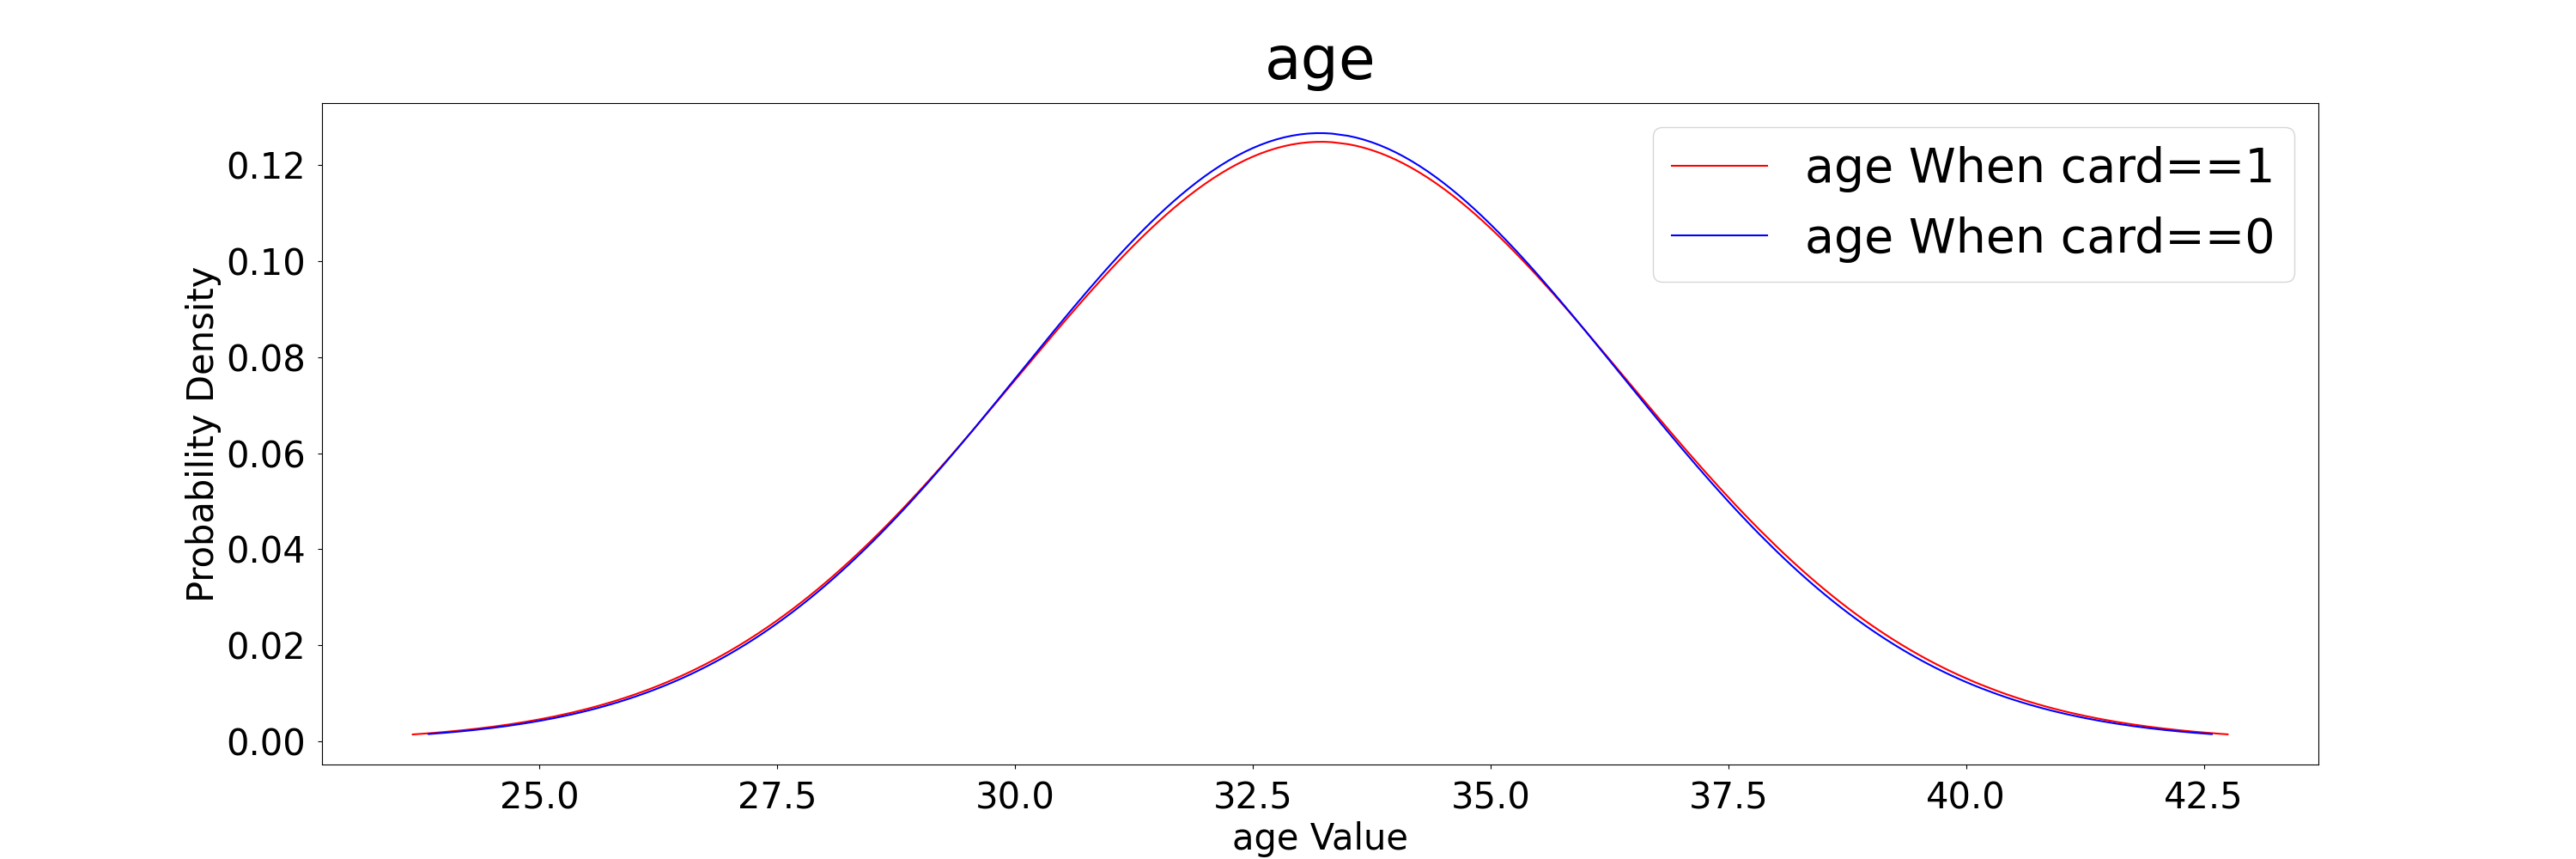 age
age When card==1
age When card==0
Probability Density
0.12
0.10
0.08
0.06
0.04
0.02
0.00
25.0 27.5 30.0 32.5 35.0 37.5 40.0 42.5
age Value